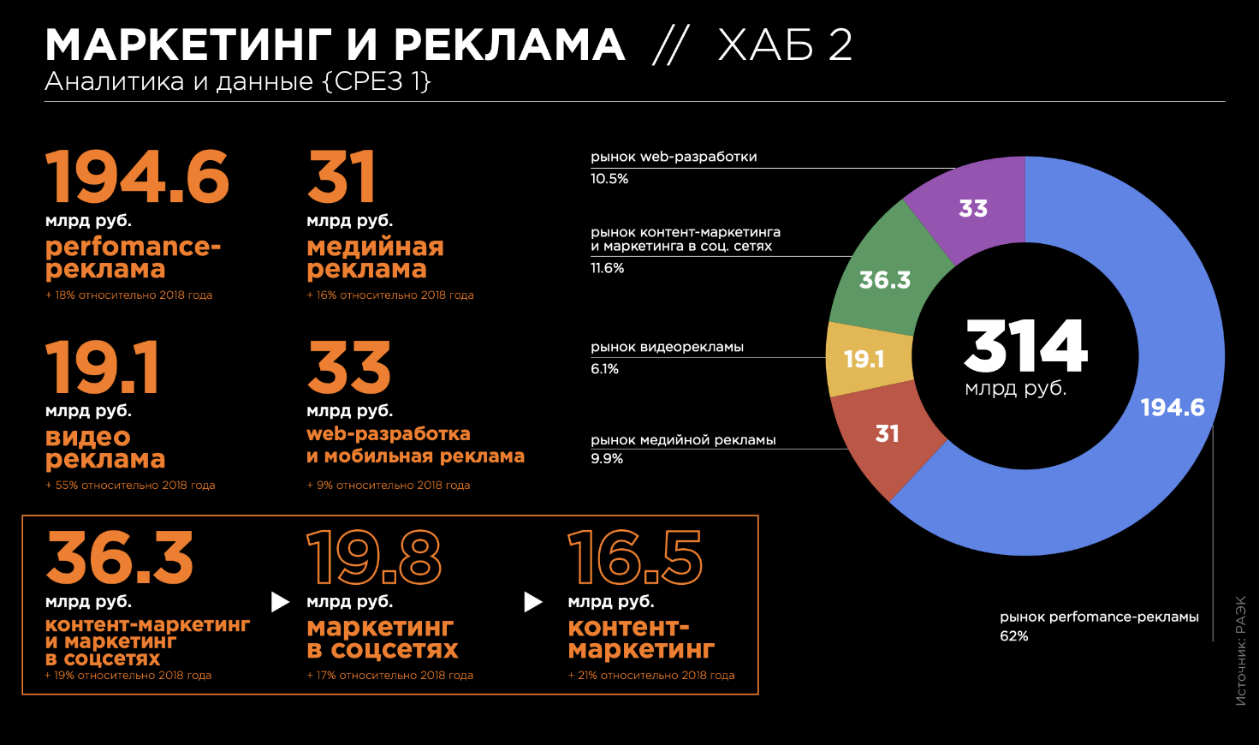 МАРКЕТИНГ И РЕКЛАМА // ХАБ 2
Аналитика и данные {СРЕЗ 1}
194.6
млрд руб.
perfomance-
реклама
+ 18% относительно 2018 года
31
млрд руб.
медийная
реклама
+ 16% относительно 2018 года
19.1
млрд руб.
видео
реклама
+ 55% относительно 2018 года
33
млрд руб.
web-разработка
и мобильная реклама
+ 9% относительно 2018 года
36.3
млрд руб.
контент-маркетинг
и маркетинг
в соцсетях
+ 19% относительно 2018 года
19.8
млрд руб.
маркетинг
в соцсетях
+ 17% относительно 2018 года
16.5
млрд руб.
контент-
маркетинг
+ 21% относительно 2018 года
рынок web-разработки
10.5%
рынок контент-маркетинга
и маркетинга в соц. сетях
11.6%
рынок видеорекламы
6.1%
рынок медийной рекламы
9.9%
33
36.3
19.1
31
194.6
314
млрд руб.
рынок perfomance-рекламы
62%
Источник: РАЭК